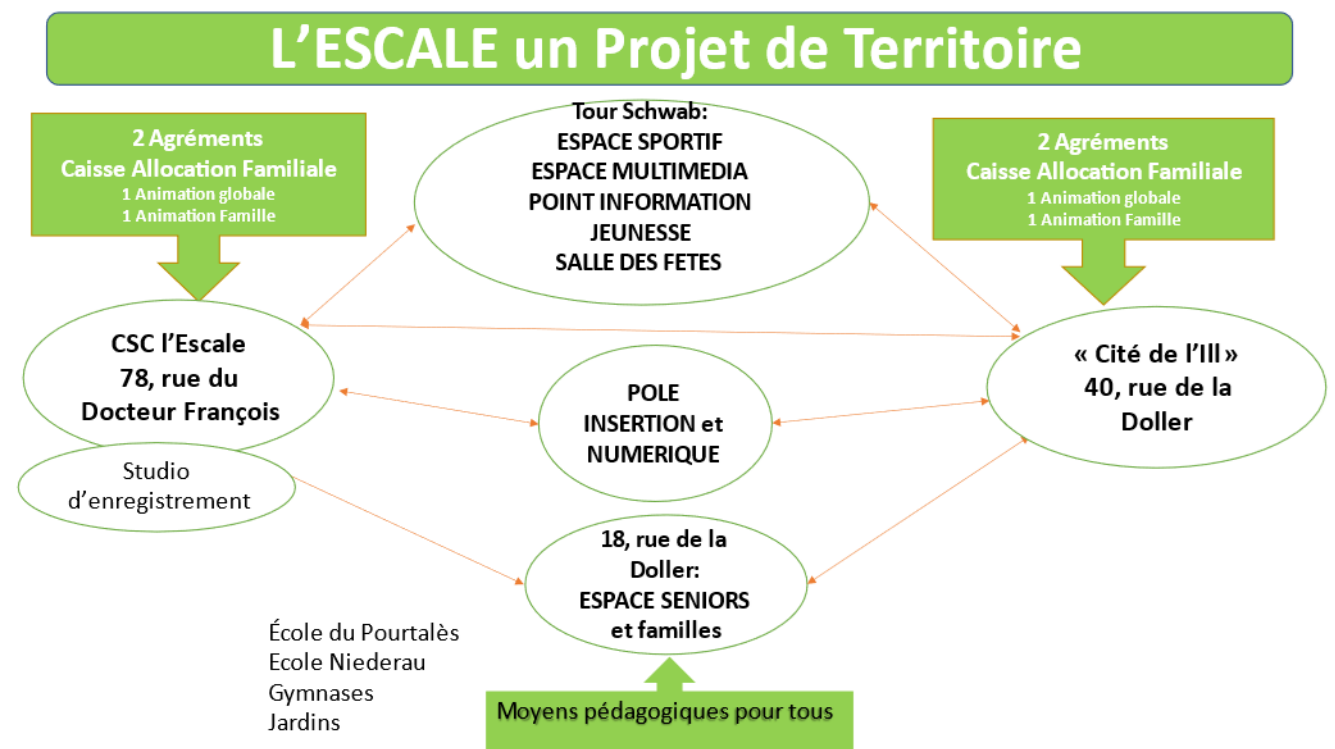 L'ESCALE un Projet de Territoire
2 Agréments
Caisse Allocation Familiale
1 Animation globale
1 Animation Famille
Tour Schwab:
ESPACE SPORTIF
ESPACE MULTIMEDIA
POINT INFORMATION
JEUNESSE
SALLE DES FETES
2 Agréments
Caisse Allocation Familiale
1 Animation globale
1 Animation Famille
CSC l'Escale
78, rue du
Docteur François
Studio
d'enregistrement
POLE
INSERTION et
NUMERIQUE
« Cité de l'Ill »
40, rue de la
Doller
18, rue de la
Doller:
ESPACE SENIORS
et familles
École du Pourtalès
Ecole Niederau
Gymnases
Jardins
Moyens pédagogiques pour tous